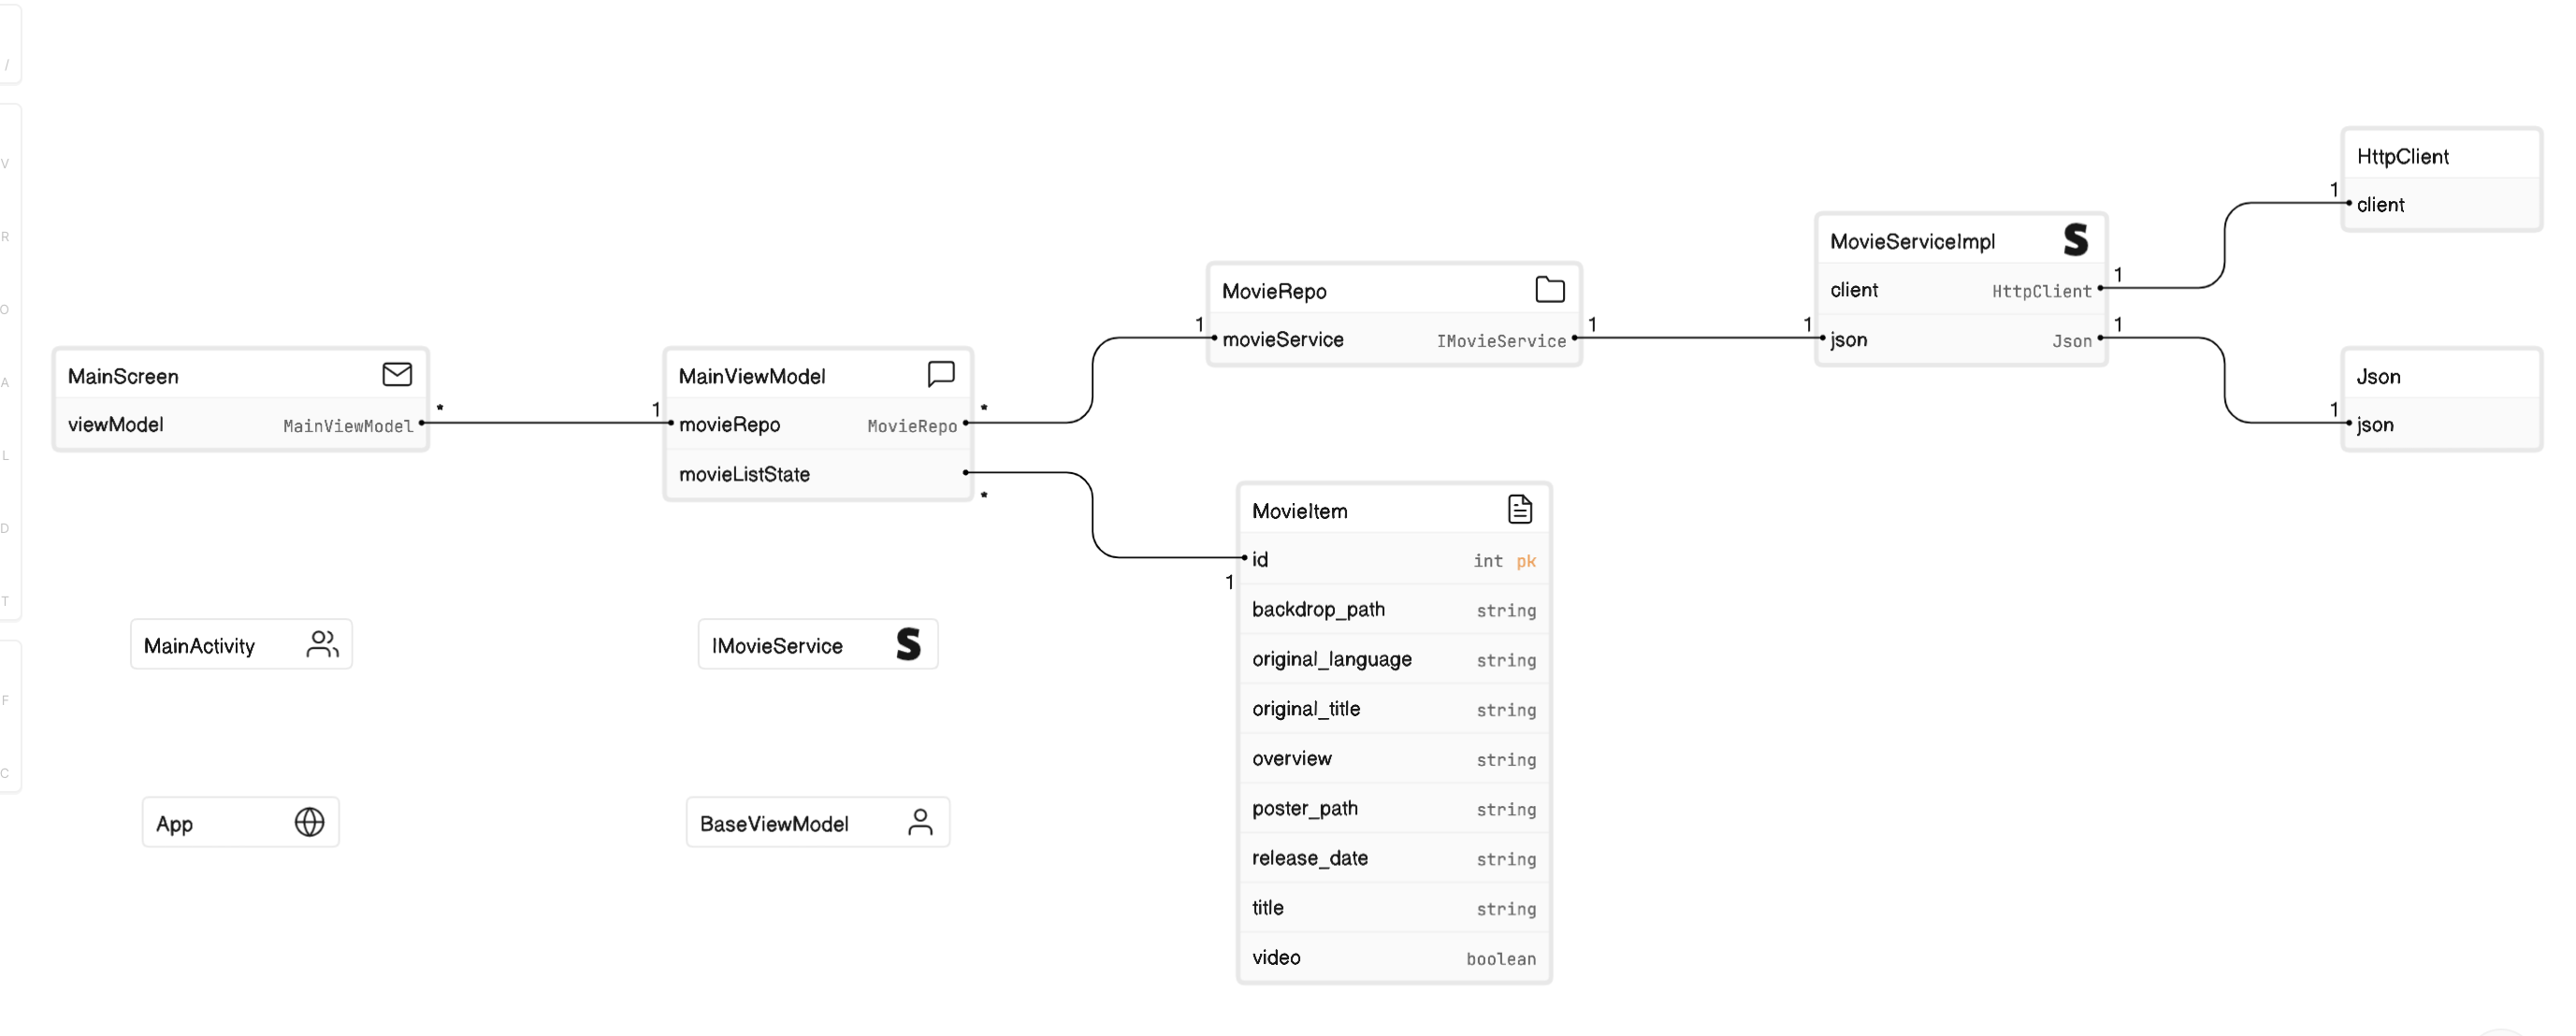 /
V
R
O
A
L
D
T
F
C
MainScreen
viewModel MainViewModel
*
1
MainViewModel
movieRepo MovieRepo
movieListState
*
*
1
MovieRepo
movieService IMovieService
1
1
MovieServiceImpl
client HttpClient
json Json
1
1
1
HttpClient
client
1
Json
json
1
MovieItem
id int pk
backdrop_path string
original_language string
original_title string
overview string
poster_path string
release_date string
title string
video boolean
MainActivity
IMovieService S
App
BaseViewModel
S